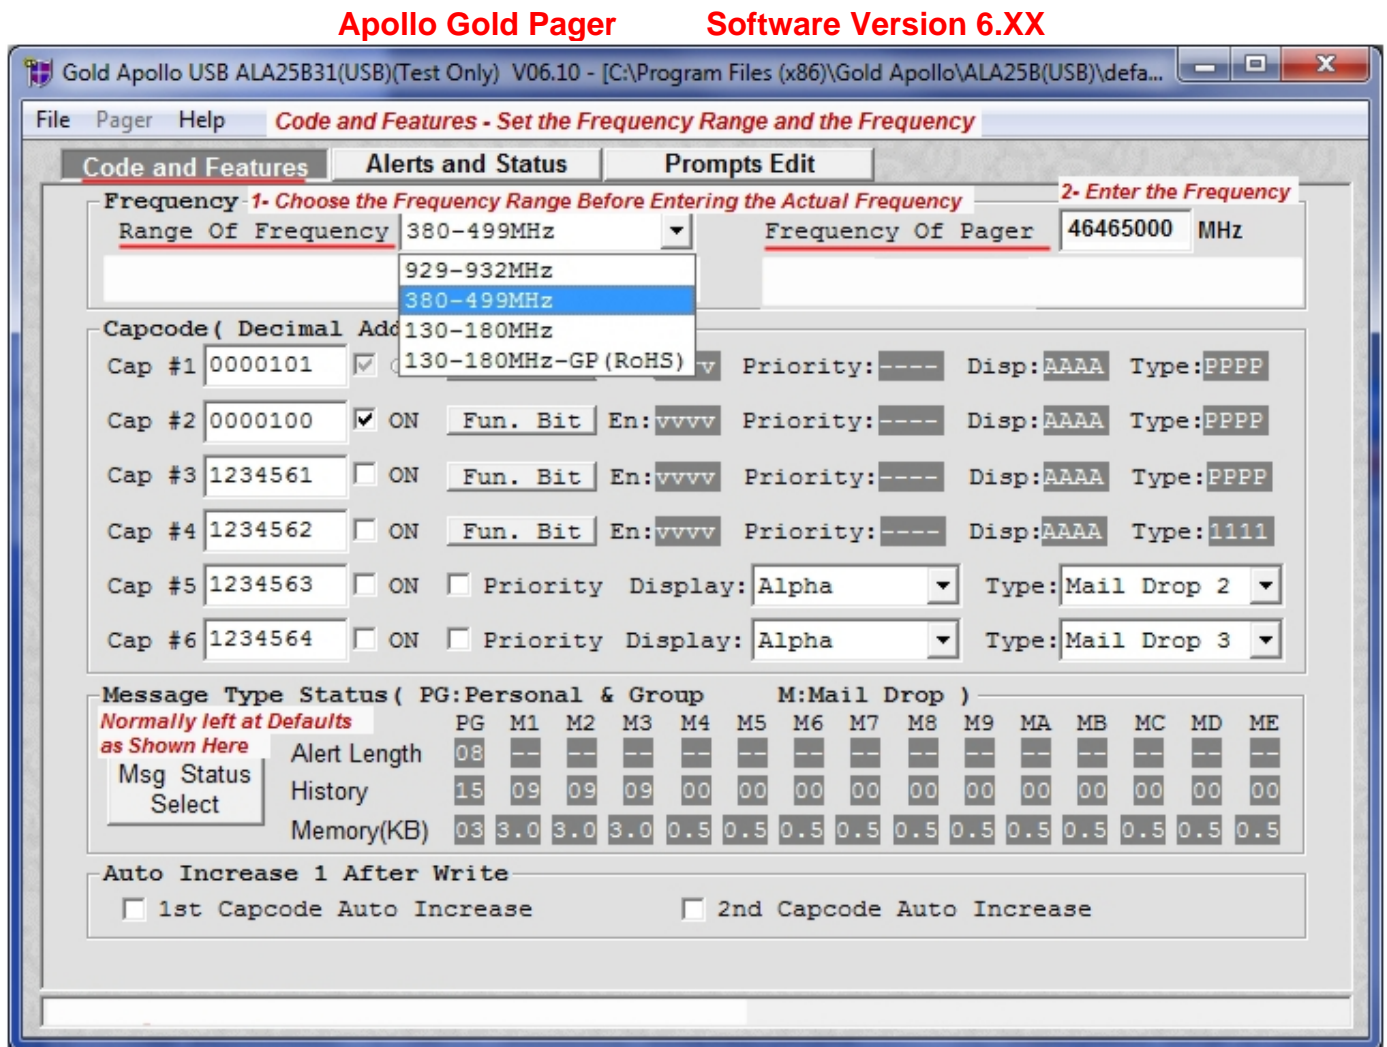 Apollo Gold Pager Software Version 6.XX
Gold Apollo USB ALA25B31(USB)(Test Only) V06.10 - [C:\Program Files (x86)\Gold Apollo\ALA25B(USB)\defa...
File Pager Help Code and Features - Set the Frequency Range and the Frequency
Code and Features Alerts and Status Prompts Edit
Frequency 1- Choose the Frequency Range Before Entering the Actual Frequency 2- Enter the Frequency
Range Of Frequency 380-499MHz Frequency Of Pager 46465000 MHz
929-932MHz
380-499MHz
130-180MHz
130-180MHz-GP(RoHS)
Capcode( Decimal Add
Cap #1 0000101 Priority:---- Disp:AAAA Type:PPPP
Cap #2 0000100 ON Fun. Bit En:vvvv Priority:---- Disp:AAAA Type:PPPP
Cap #3 1234561 ON Fun. Bit En:vvvv Priority:---- Disp:AAAA Type:PPPP
Cap #4 1234562 ON Fun. Bit En:vvvv Priority:---- Disp:AAAA Type:1111
Cap #5 1234563 ON Priority Display: Alpha Type: Mail Drop 2
Cap #6 1234564 ON Priority Display: Alpha Type: Mail Drop 3
Message Type Status( PG:Personal & Group M:Mail Drop )
Normally left at Defaults
as Shown Here
PG M1 M2 M3 M4 M5 M6 M7 M8 M9 MA MB MC MD ME
Alert Length 08 -- -- -- -- -- -- -- -- -- -- -- -- -- --
Msg Status
Select
History 15 09 09 09 00 00 00 00 00 00 00 00 00 00 00
Memory(KB) 03 3.0 3.0 3.0 0.5 0.5 0.5 0.5 0.5 0.5 0.5 0.5 0.5 0.5 0.5
Auto Increase 1 After Write
1st Capcode Auto Increase 2nd Capcode Auto Increase